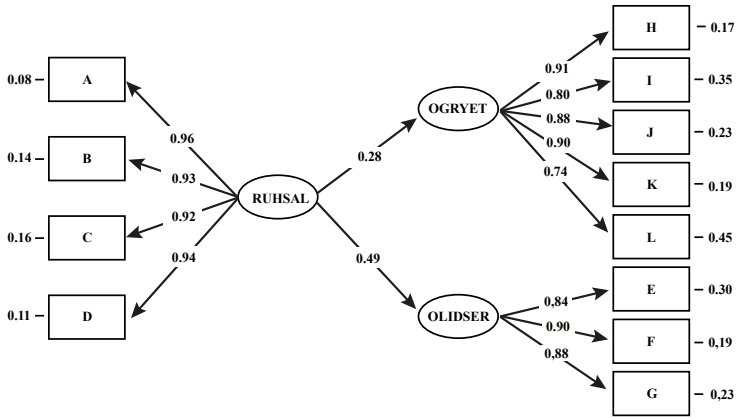 H – 0.17
0.91
0.08 – A
OGRYET
0.80
I – 0.35
0.96
0.88
J – 0.23
0.14 – B
0.28
0.90
0.93
RUHSAL
0.74
K – 0.19
0.92
0.16 – C
L – 0.45
0.94
0.49
0,84
E – 0.30
0.11 – D
OLIDSER
0.90
F – 0,19
0,88
G – 0,23